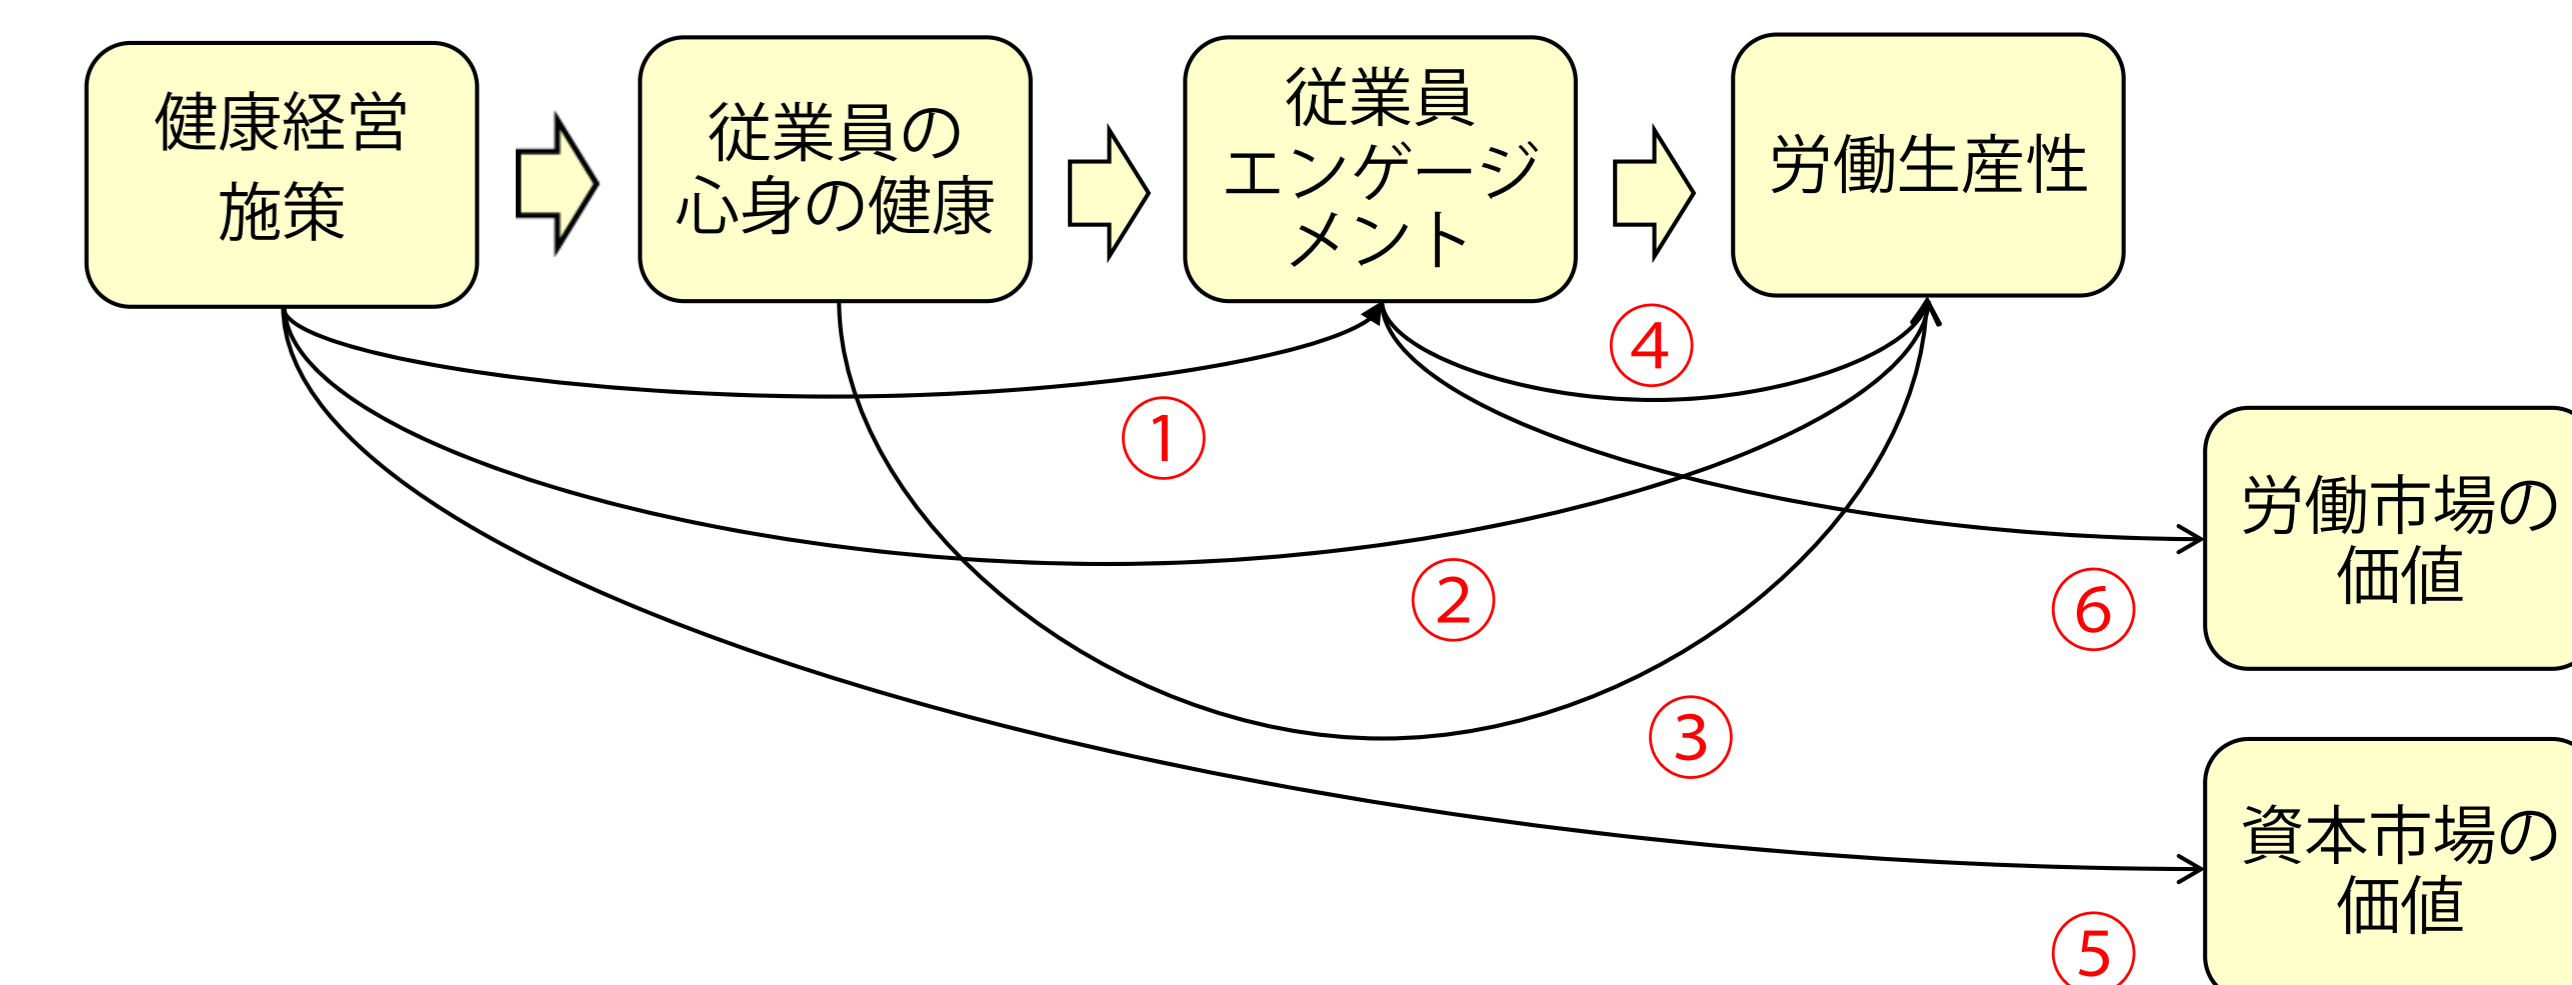 健康経営
施策
従業員の
心身の健康
従業員
エンゲージ
メント
労働生産性
④
①
労働市場の
価値
②
⑥
③
資本市場の
価値
⑤